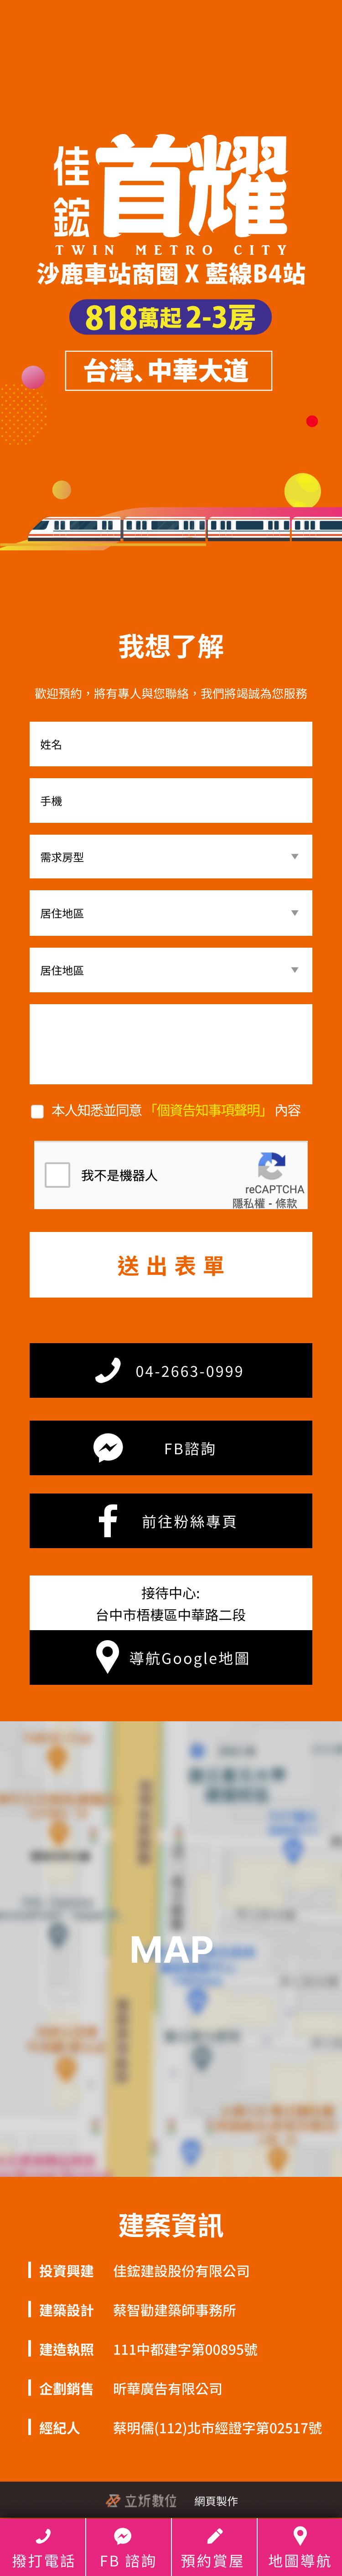 佳鋐首耀
TWIN METRO CITY
沙鹿車站商圈 X 藍線B4站
818萬起 2-3房
台灣、中華大道
我想了解
歡迎預約，將有專人與您聯絡，我們將竭誠為您服務
姓名
手機
需求房型
居住地區
居住地區
本人知悉並同意「個資告知事項聲明」內容
我不是機器人
reCAPTCHA
隱私權 - 條款
送出表單
04-2663-0999
FB諮詢
前往粉絲專頁
接待中心:
台中市梧棲區中華路二段
導航Google地圖
MAP
建案資訊
投資興建 佳鋐建設股份有限公司
建築設計 蔡智勸建築師事務所
建造執照 111中都建字第00895號
企劃銷售 昕華廣告有限公司
經紀人 蔡明儒(112)北市經證字第02517號
立炘數位 網頁製作
撥打電話 FB 諮詢 預約賞屋 地圖導航